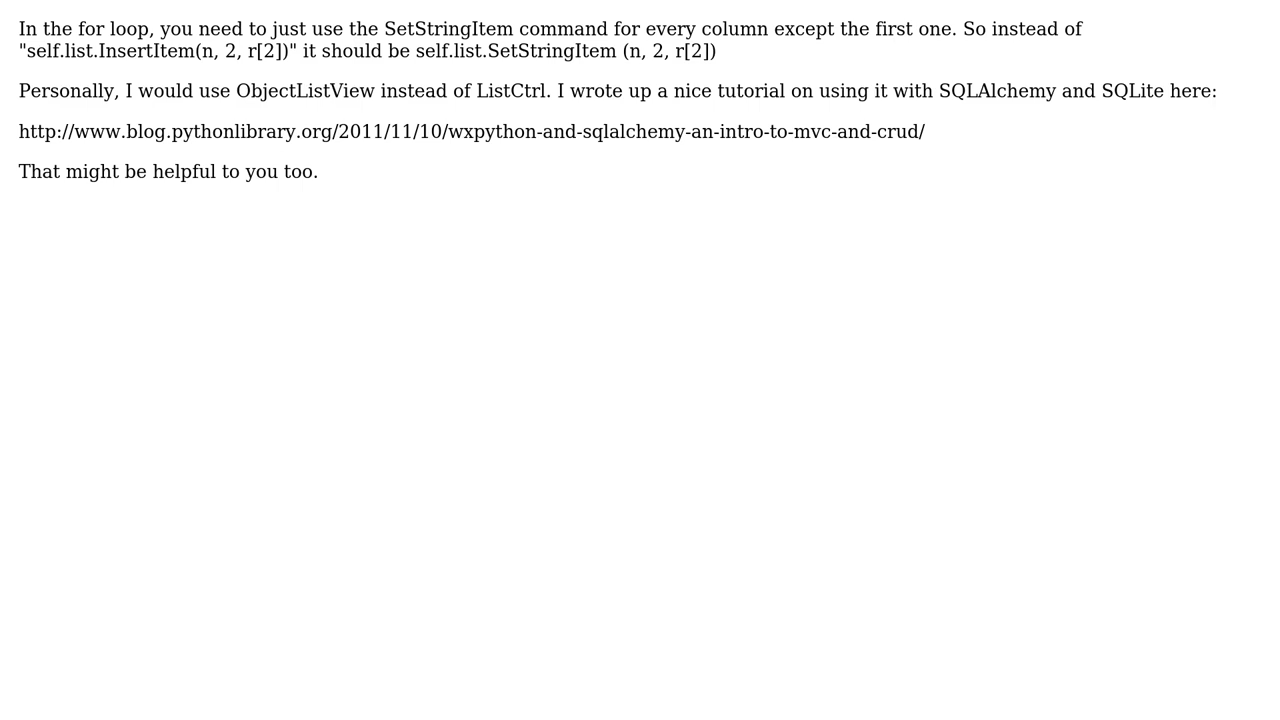 In the for loop, you need to just use the SetStringItem command for every column except the first one. So instead of
"self.list.InsertItem(n, 2, r[2])" it should be self.list.SetStringItem (n, 2, r[2])
Personally, I would use ObjectListView instead of ListCtrl. I wrote up a nice tutorial on using it with SQLAlchemy and SQLite here:
http://www.blog.pythonlibrary.org/2011/11/10/wxpython-and-sqlalchemy-an-intro-to-mvc-and-crud/
That might be helpful to you too.